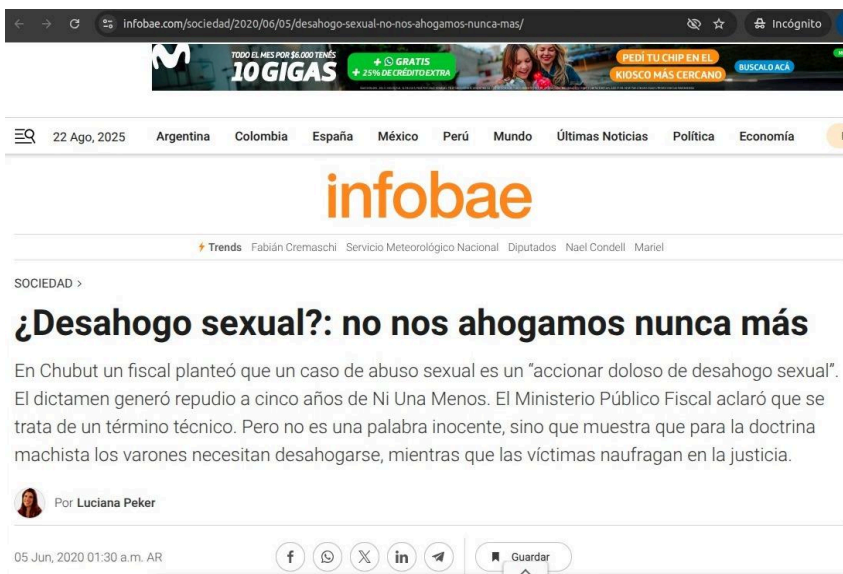 infobae.com/sociedad/2020/06/05/desahogo-sexual-no-nos-ahogamos-nunca-mas/
Incógnito
TODO EL MES POR $6.000 TENÉS
10 GIGAS
+ GRATIS
+ 25% DE CRÉDITO EXTRA
PEDÍ TU CHIP EN EL
KIOSCO MÁS CERCANO
BUSCALO ACÁ
22 Ago, 2025 Argentina Colombia España México Perú Mundo Últimas Noticias Política Economía
infobae
Trends Fabián Cremaschi Servicio Meteorológico Nacional Diputados Nael Condell Mariel
SOCIEDAD >
¿Desahogo sexual?: no nos ahogamos nunca más
En Chubut un fiscal planteó que un caso de abuso sexual es un "accionar doloso de desahogo sexual".
El dictamen generó repudio a cinco años de Ni Una Menos. El Ministerio Público Fiscal aclaró que se
trata de un término técnico. Pero no es una palabra inocente, sino que muestra que para la doctrina
machista los varones necesitan desahogarse, mientras que las víctimas naufragan en la justicia.
Por Luciana Peker
05 Jun, 2020 01:30 a.m. AR
Guardar